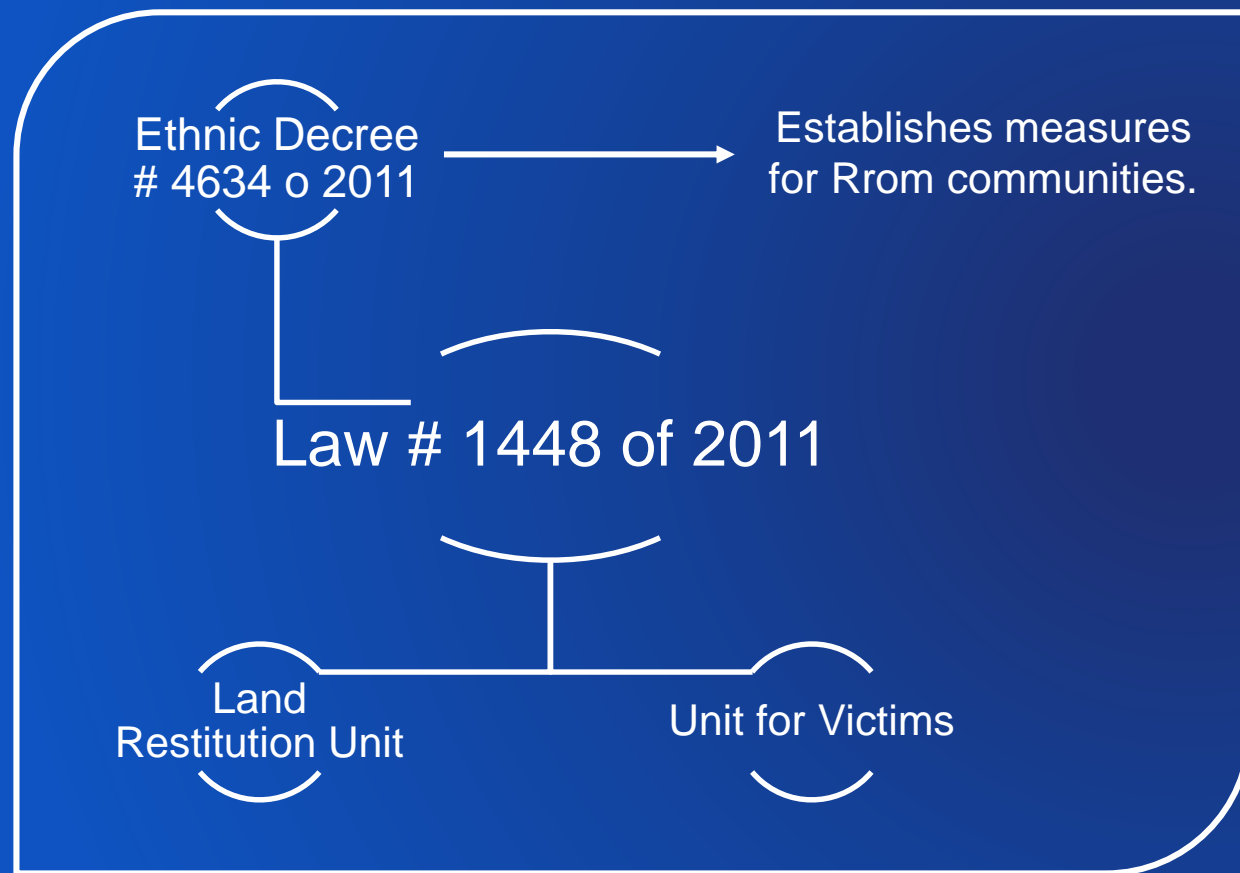 Ethnic Decree
# 4634 o 2011
Establishes measures
for Rrom communities.
Law # 1448 of 2011
Land
Restitution Unit
Unit for Victims